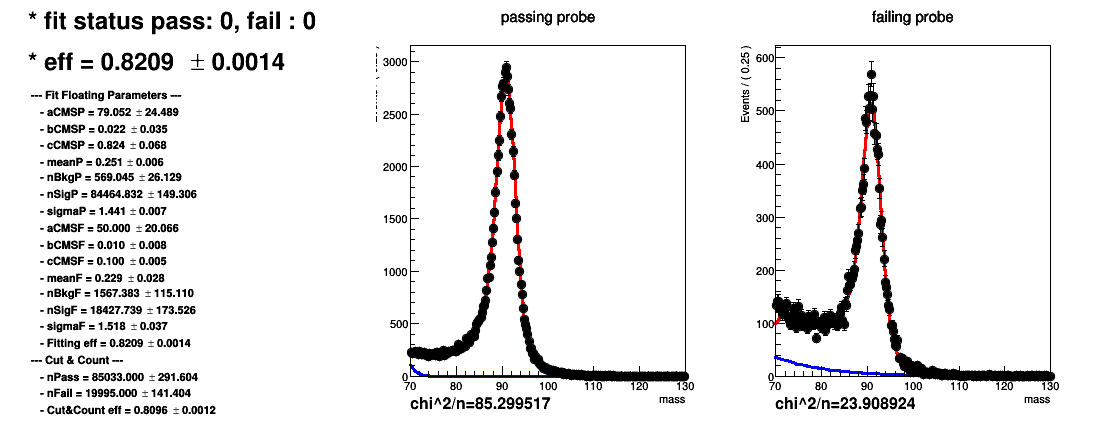 * fit status pass: 0, fail : 0
* eff = 0.8209 ± 0.0014
--- Fit Floating Parameters ---
- aCMSP = 79.052 ± 24.489
- bCMSP = 0.022 ± 0.035
- cCMSP = 0.824 ± 0.068
- meanP = 0.251 ± 0.006
- nBkgP = 569.045 ± 26.129
- nSigP = 84464.832 ± 149.306
- sigmaP = 1.441 ± 0.007
- aCMSF = 50.000 ± 20.066
- bCMSF = 0.010 ± 0.008
- cCMSF = 0.100 ± 0.005
- meanF = 0.229 ± 0.028
- nBkgF = 1567.383 ± 115.110
- nSigF = 18427.739 ± 173.526
- sigmaF = 1.518 ± 0.037
- Fitting eff = 0.8209 ± 0.0014
--- Cut & Count ---
- nPass = 85033.000 ± 291.604
- nFail = 19995.000 ± 141.404
- Cut&Count eff = 0.8096 ± 0.0012
passing probe
3000
2500
2000
1500
1000
500
0
70 80 90 100 110 120 130
mass
chi^2/n=85.299517
failing probe
Events / ( 0.25 )
600
500
400
300
200
100
0
70 80 90 100 110 120 130
mass
chi^2/n=23.908924